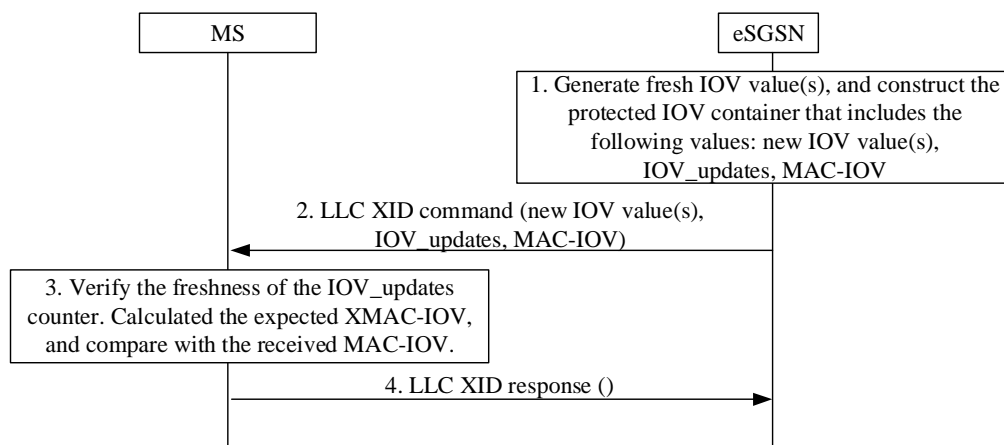 MS
eSGSN
1. Generate fresh IOV value(s), and construct the
protected IOV container that includes the
following values: new IOV value(s),
IOV_updates, MAC-IOV
2. LLC XID command (new IOV value(s),
IOV_updates, MAC-IOV)
3. Verify the freshness of the IOV_updates
counter. Calculated the expected XMAC-IOV,
and compare with the received MAC-IOV.
4. LLC XID response ()